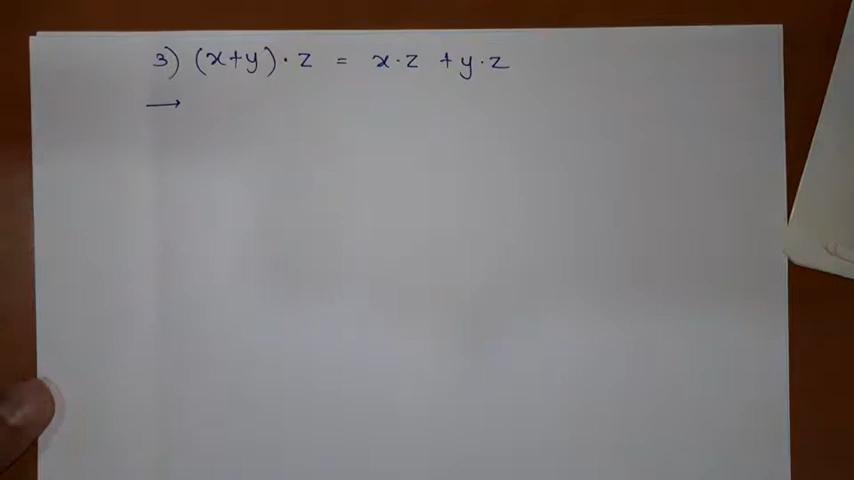 3) (x+y)·z = x·z +y·z
→